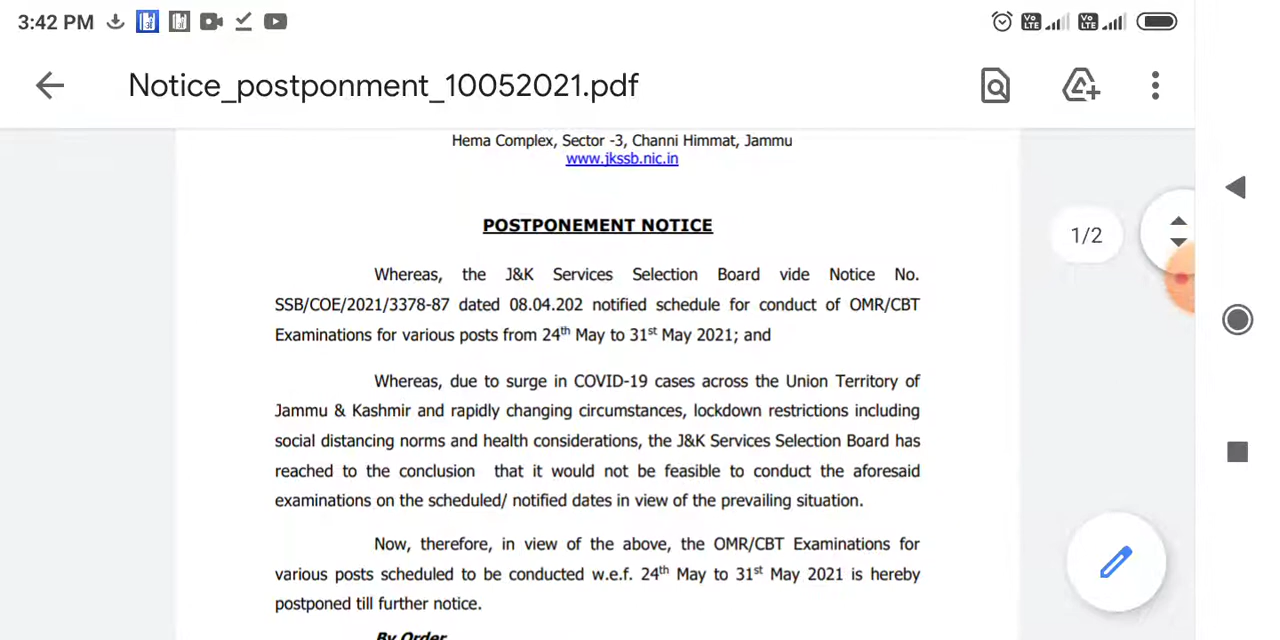 3:42 PM
Notice_postponment_10052021.pdf
Hema Complex, Sector -3, Channi Himmat, Jammu
www.jkssb.nic.in
POSTPONEMENT NOTICE
1/2
Whereas, the J&K Services Selection Board vide Notice No.
SSB/COE/2021/3378-87 dated 08.04.202 notified schedule for conduct of OMR/CBT
Examinations for various posts from 24th May to 31st May 2021; and
Whereas, due to surge in COVID-19 cases across the Union Territory of
Jammu & Kashmir and rapidly changing circumstances, lockdown restrictions including
social distancing norms and health considerations, the J&K Services Selection Board has
reached to the conclusion that it would not be feasible to conduct the aforesaid
examinations on the scheduled/ notified dates in view of the prevailing situation.
Now, therefore, in view of the above, the OMR/CBT Examinations for
various posts scheduled to be conducted w.e.f. 24th May to 31st May 2021 is hereby
postponed till further notice.
By Order